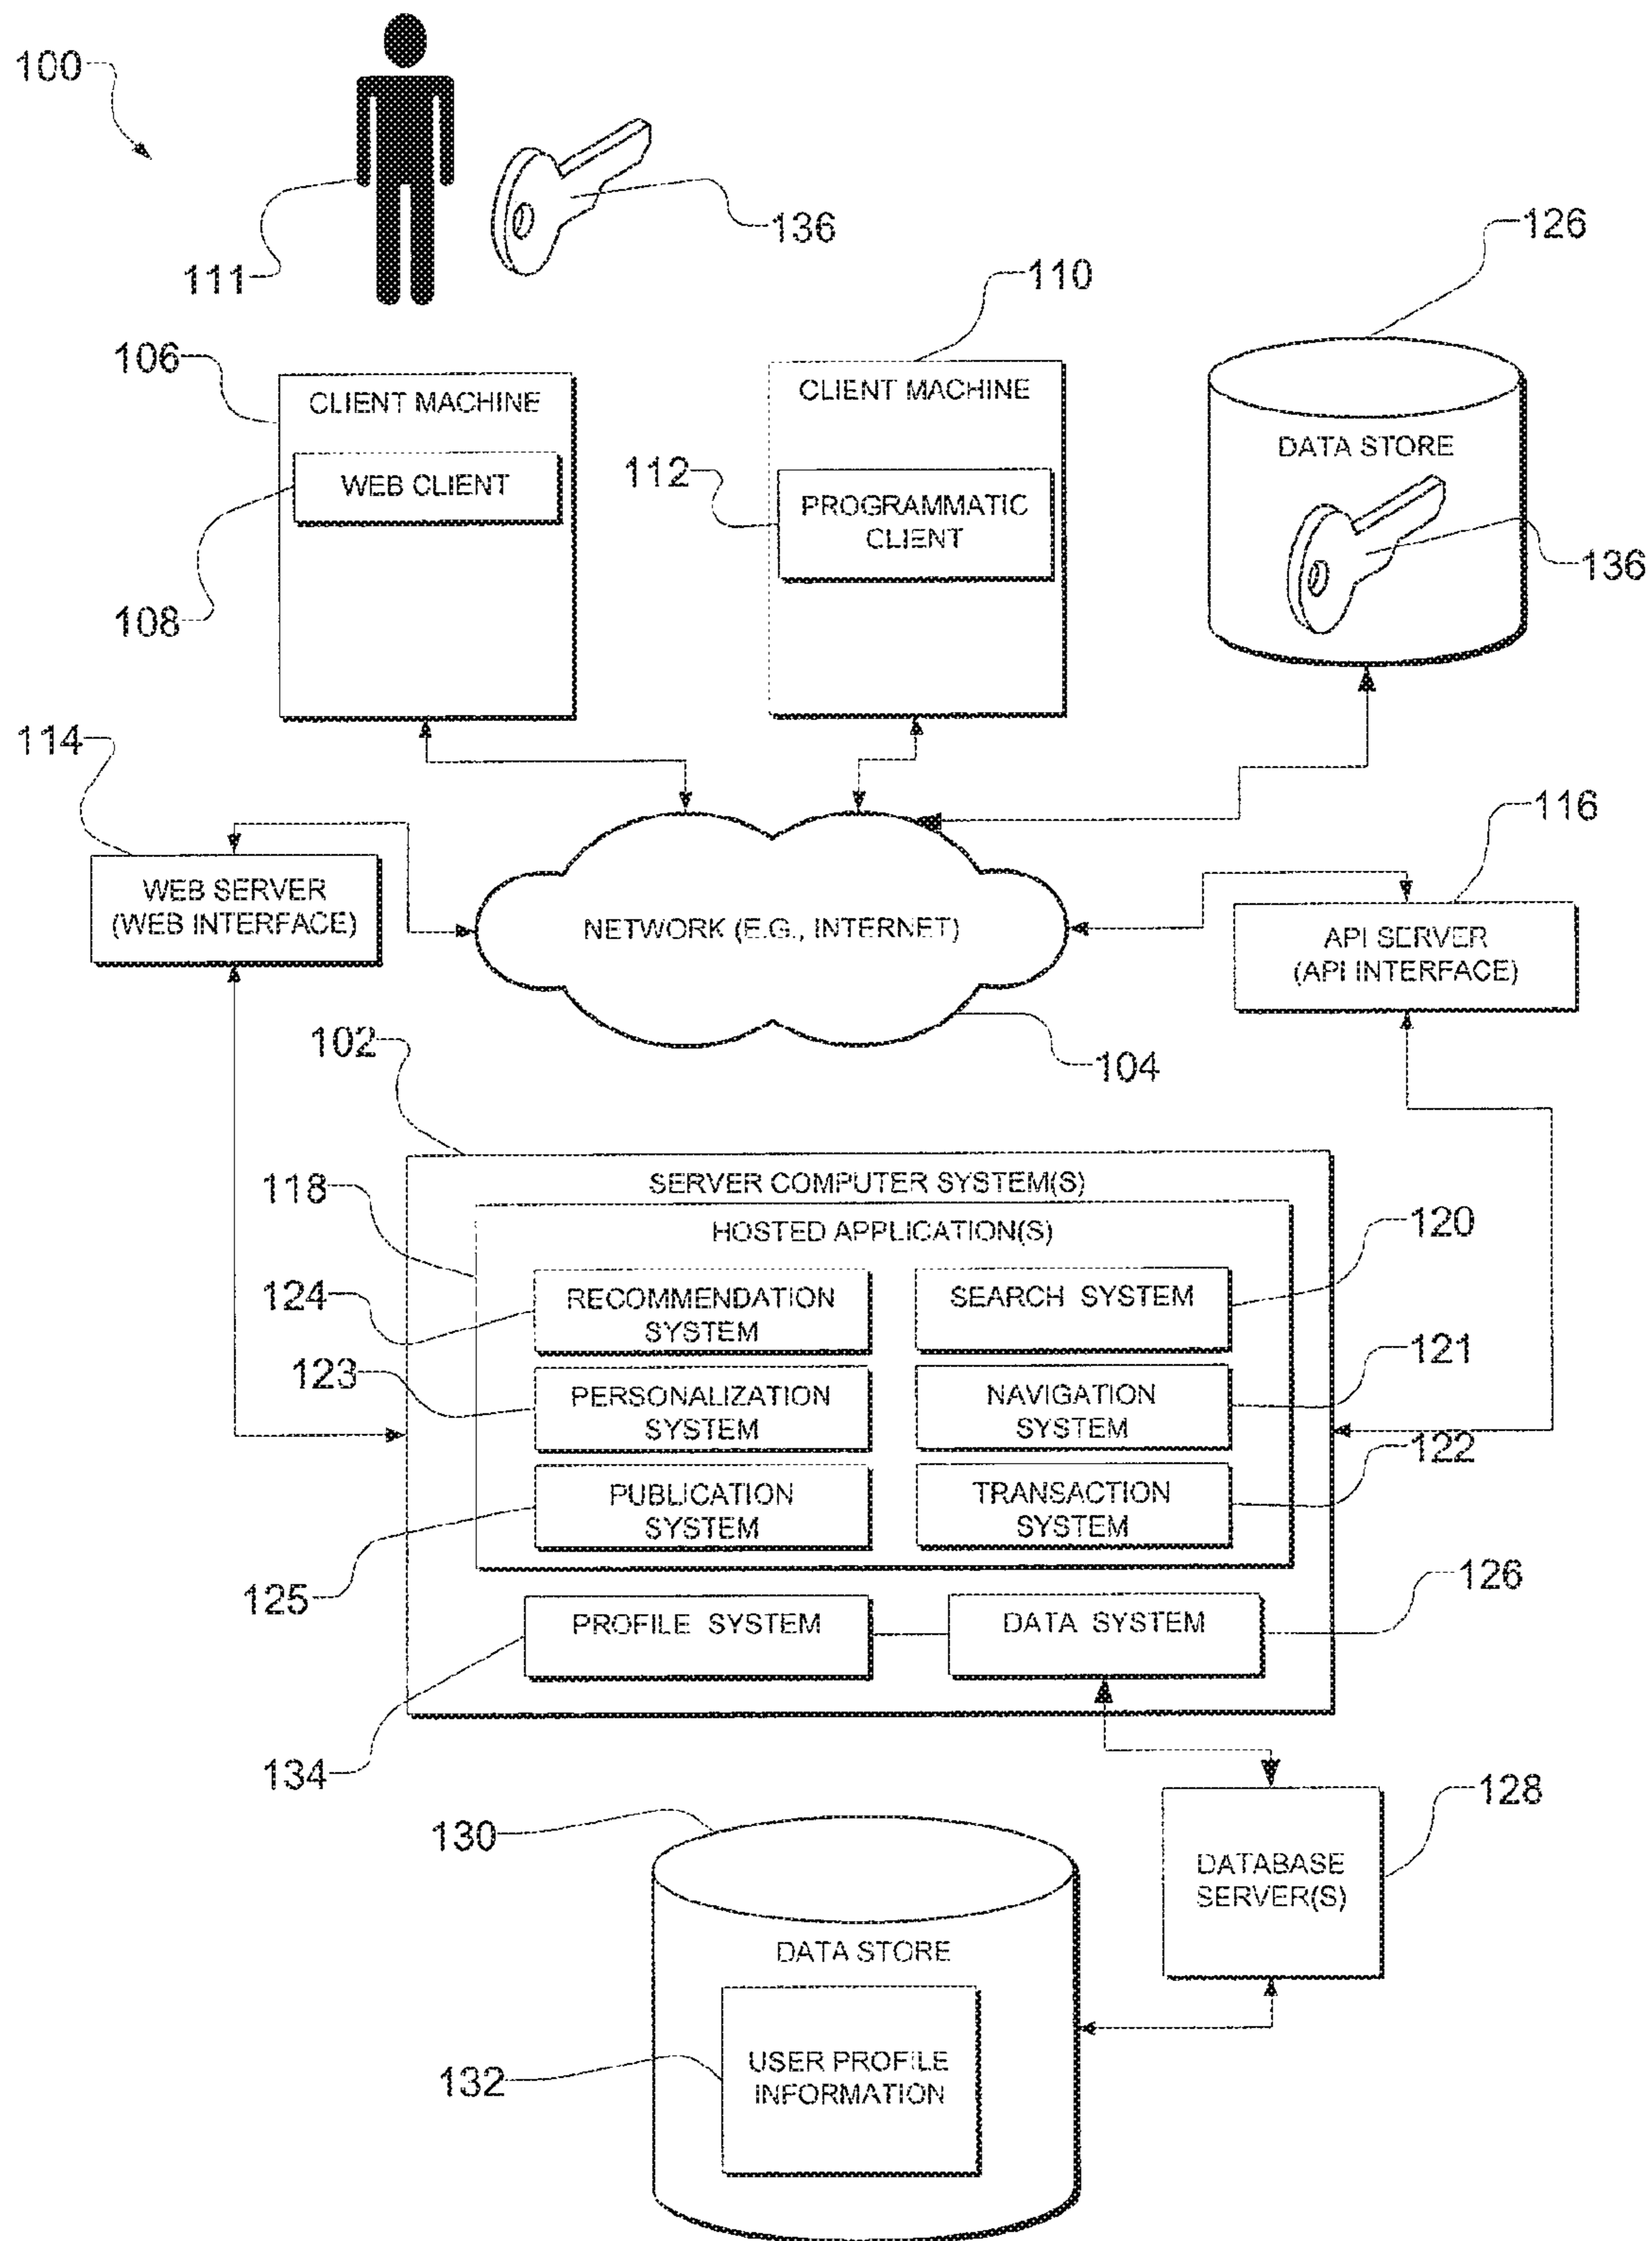 100
111
136
126
110
106
CLIENT MACHINE
CLIENT MACHINE
DATA STORE
WEB CLIENT
112
PROGRAMMATIC
CLIENT
136
108
114
116
WEB SERVER
(WEB INTERFACE)
NETWORK (E.G., INTERNET)
API SERVER
(API INTERFACE)
102
104
SERVER COMPUTER SYSTEM(S)
118
HOSTED APPLICATION(S)
120
124
RECOMMENDATION
SYSTEM
SEARCH SYSTEM
121
123
PERSONALIZATION
SYSTEM
NAVIGATION
SYSTEM
122
PUBLICATION
SYSTEM
TRANSACTION
SYSTEM
125
126
PROFILE SYSTEM
DATA SYSTEM
134
128
130
DATABASE
SERVER(S)
DATA STORE
132
USER PROFILE
INFORMATION